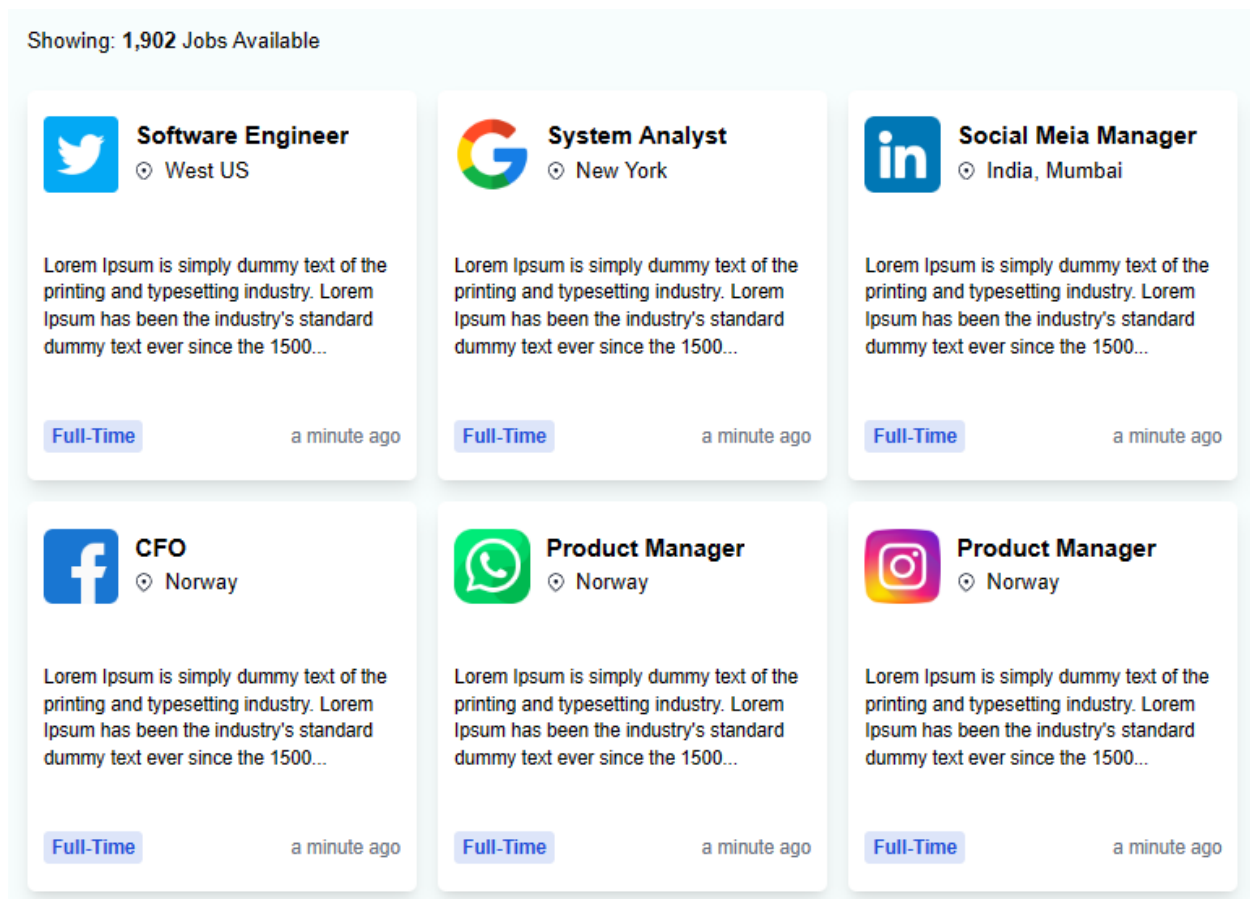 Showing: 1,902 Jobs Available
Software Engineer
West US
Lorem Ipsum is simply dummy text of the
printing and typesetting industry. Lorem
Ipsum has been the industry's standard
dummy text ever since the 1500...
Full-Time
a minute ago
System Analyst
New York
Lorem Ipsum is simply dummy text of the
printing and typesetting industry. Lorem
Ipsum has been the industry's standard
dummy text ever since the 1500...
Full-Time
a minute ago
in
Social Meia Manager
India, Mumbai
Lorem Ipsum is simply dummy text of the
printing and typesetting industry. Lorem
Ipsum has been the industry's standard
dummy text ever since the 1500...
Full-Time
a minute ago
CFO
Norway
Lorem Ipsum is simply dummy text of the
printing and typesetting industry. Lorem
Ipsum has been the industry's standard
dummy text ever since the 1500...
Full-Time
a minute ago
Product Manager
Norway
Lorem Ipsum is simply dummy text of the
printing and typesetting industry. Lorem
Ipsum has been the industry's standard
dummy text ever since the 1500...
Full-Time
a minute ago
Product Manager
Norway
Lorem Ipsum is simply dummy text of the
printing and typesetting industry. Lorem
Ipsum has been the industry's standard
dummy text ever since the 1500...
Full-Time
a minute ago